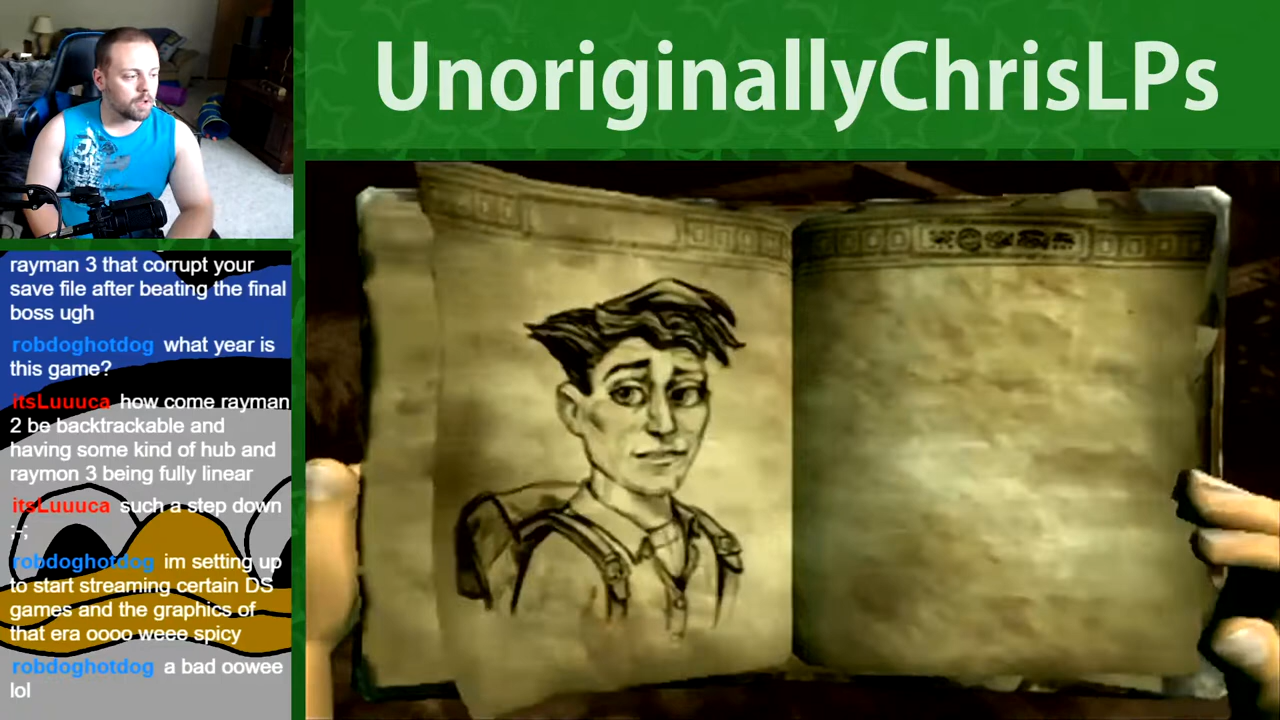 UnoriginallyChrisLPs
rayman 3 that corrupt your
save file after beating the final
boss ugh
robdoghotdog what year is
this game?
itsLuuuca how come rayman
2 be backtrackable and
having some kind of hub and
raymon 3 being fully linear
itsLuuuca such a step down
;-;
robdoghotdog im setting up
to start streaming certain DS
games and the graphics of
that era oooo weee spicy
robdoghotdog a bad oowee
lol